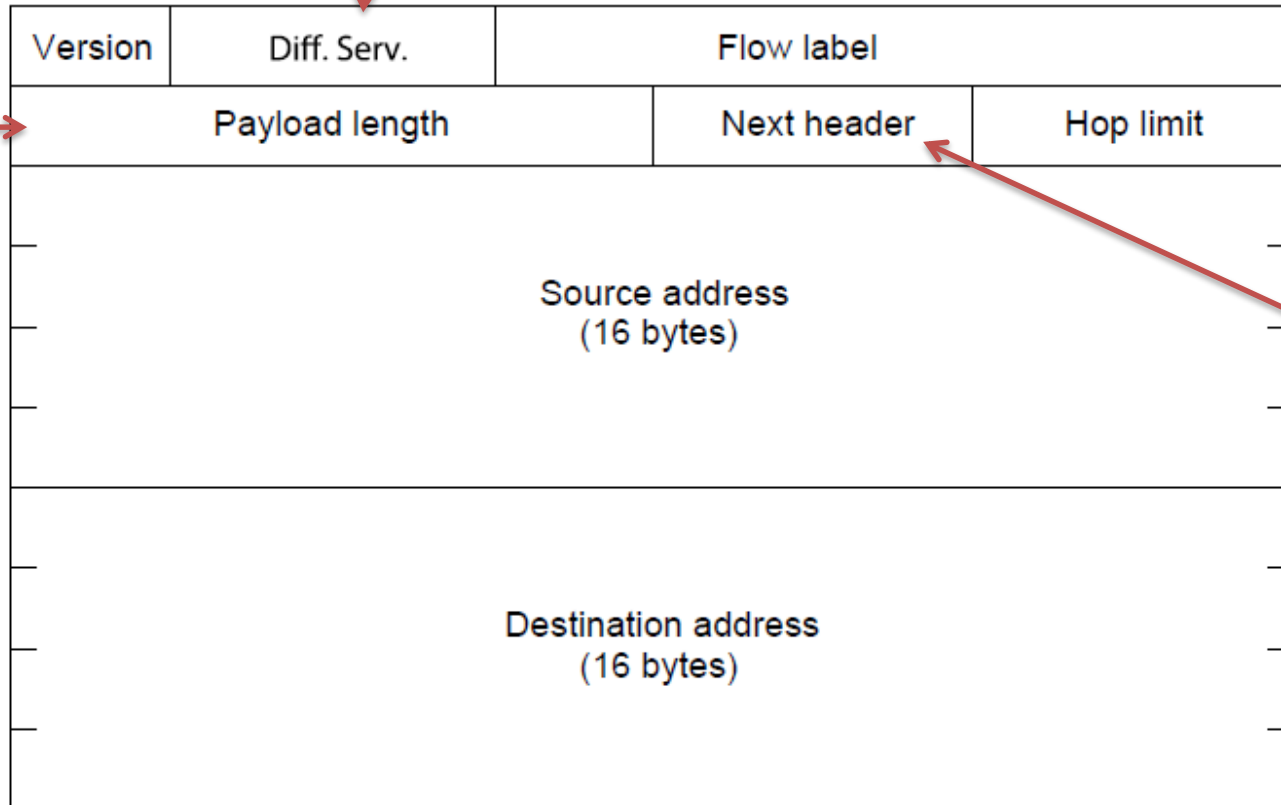 Version Diff. Serv. Flow label
Payload length Next header Hop limit
Source address
(16 bytes)
Destination address
(16 bytes)